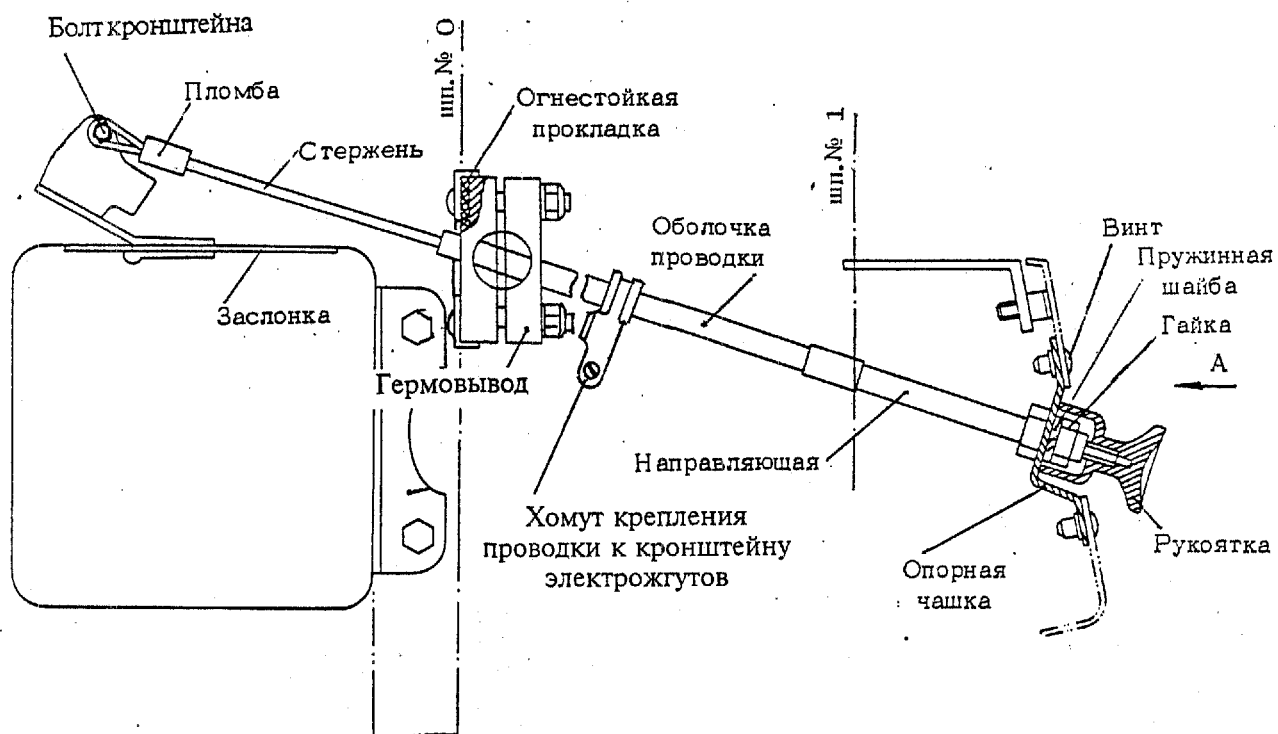 Болт кронштейна
Пломба
Стержень
шп. № 0
Огнестойкая
прокладка
Оболочка
проводки
шп. № 1
Винт
Пружинная
шайба
Гайка
А
Заслонка
Гермовывод
Направляющая
Хомут крепления
проводки к кронштейну
электрожгутов
Опорная
чашка
Рукоятка